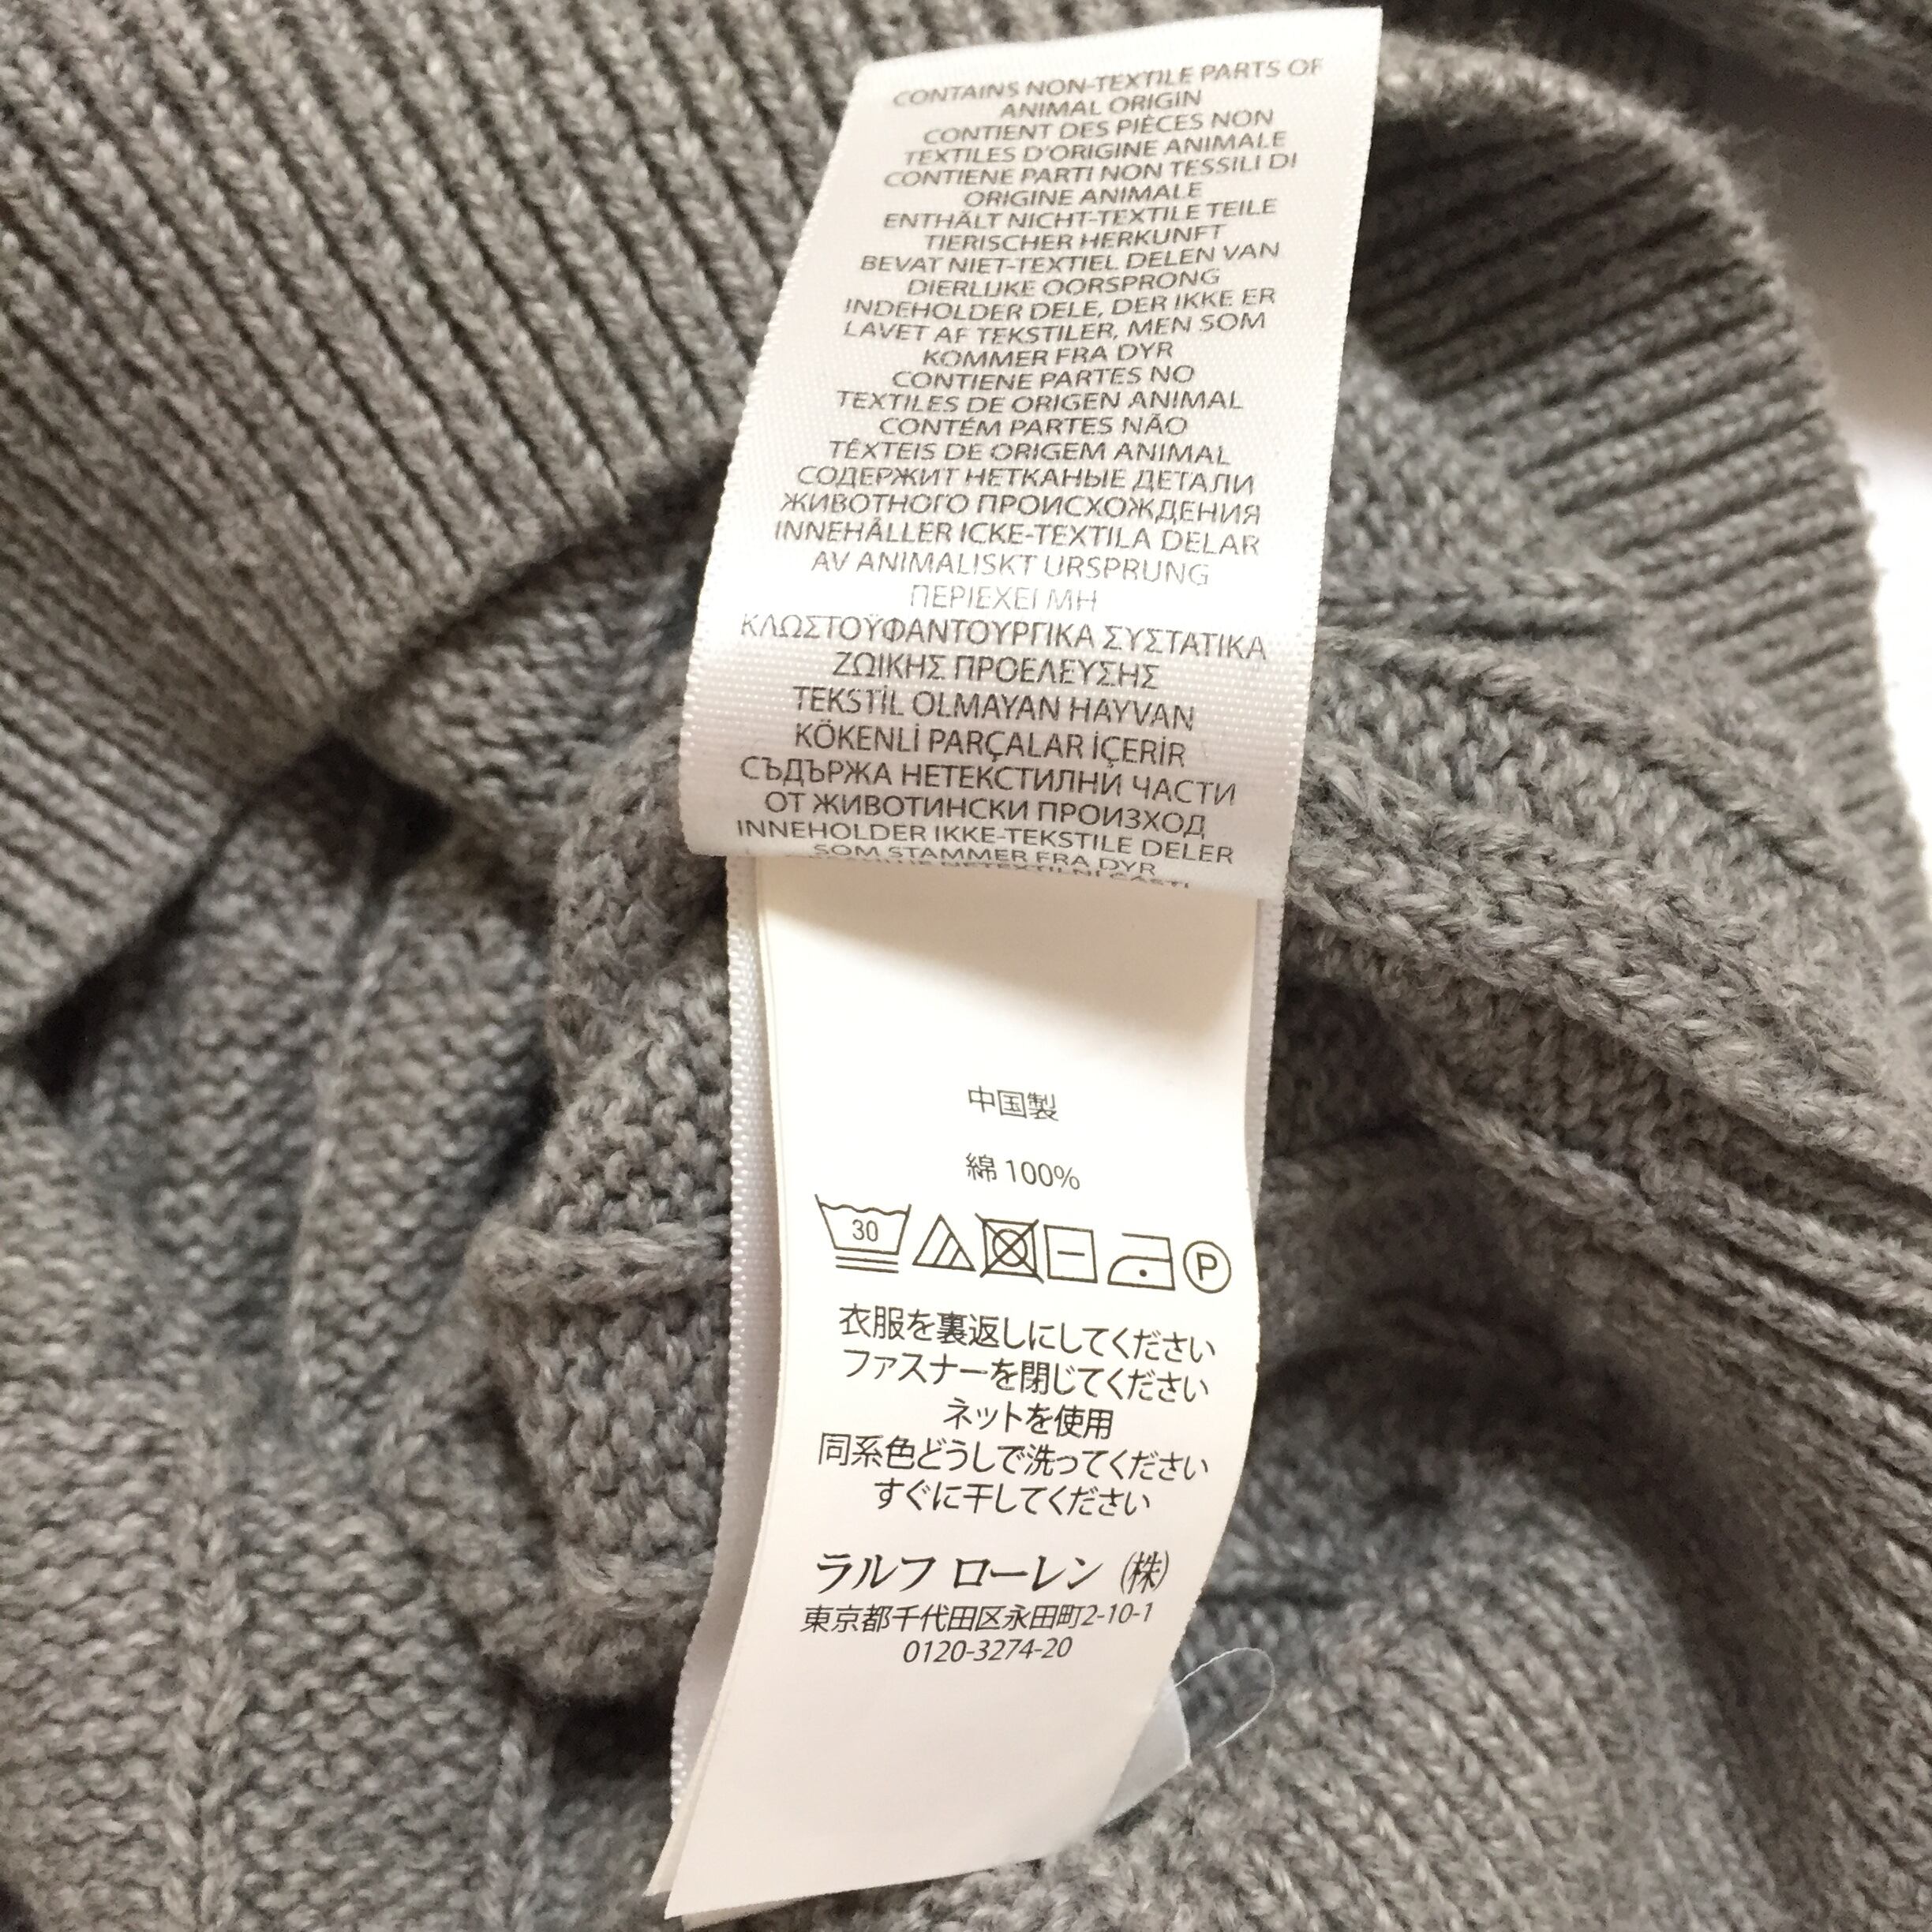 CONTAINS NON-TEXTILE PARTS OF
ANIMAL ORIGIN
CONTIENT DES PIÈCES NON
TEXTILES D'ORIGINE ANIMALE
CONTIENE PARTI NON TESSILI DI
ORIGINE ANIMALE
ENTHÄLT NICHT-TEXTILE TEILE
TIERISCHER HERKUNFT
BEVAT NIET-TEXTIEL DELEN VAN
DIERLIJKE OORSPRONG
INDEHOLDER DELE, DER IKKE ER
LAVET AF TEKSTILER, MEN SOM
KOMMER FRA DYR
CONTIENE PARTES NO
TEXTILES DE ORIGEN ANIMAL
CONTÉM PARTES NÃO
TÊXTEIS DE ORIGEM ANIMAL
СОДЕРЖИТ НЕТКАНЫЕ ДЕТАЛИ
ЖИВОТНОГО ПРОИСХОЖДЕНИЯ
INNEHÅLLER ICKE-TEXTILA DELAR
AV ANIMALISKT URSPRUNG
ΠΕΡΙΕΧΕΙ ΜΗ
ΚΛΩΣΤΟΫΦΑΝΤΟΥΡΓΙΚΑ ΣΥΣΤΑΤΙΚΑ
ΖΩΙΚΗΣ ΠΡΟΕΛΕΥΣΗΣ
TEKSTİL OLMAYAN HAYVAN
KÖKENLİ PARÇALAR İÇERİR
СЪДЪРЖА НЕТЕКСТИЛНИ ЧАСТИ
ОТ ЖИВОТИНСКИ ПРОИЗХОД
INNEHOLDER IKKE-TEKSTILE DELER
SOM STAMMER FRA DYR
中国製
綿 100%
30
P
衣服を裏返しにしてください
ファスナーを閉じてください
ネットを使用
同系色どうしで洗ってください
すぐに干してください
ラルフ ローレン (株)
東京都千代田区永田町2-10-1
0120-3274-20